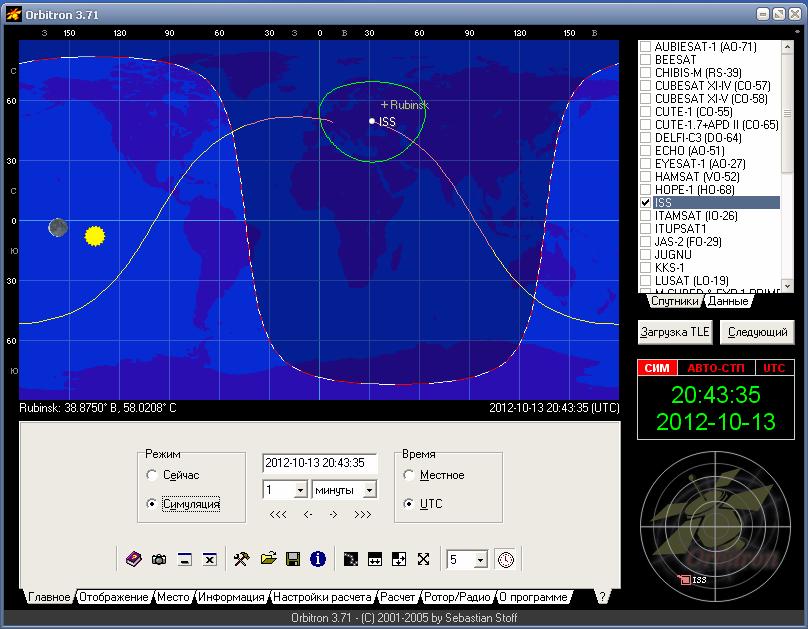 Orbitron 3.71
З 150 120 90 60 30 З 0 В 30 60 90 120 150 В
С
60
30
С
0
Ю
30
60
Ю
+Rubinsk
ISS
Rubinsk: 38.8750° В, 58.0208° С
2012-10-13 20:43:35 (UTC)
AUBIESAT-1 (AO-71)
BEESAT
CHIBIS-M (RS-39)
CUBESAT XI-IV (CO-57)
CUBESAT XI-V (CO-58)
CUTE-1 (CO-55)
CUTE-1.7+APD II (CO-65)
DELFI-C3 (DO-64)
ECHO (AO-51)
EYESAT-1 (AO-27)
HAMSAT (VO-52)
HOPE-1 (HO-68)
ISS
ITAMSAT (IO-26)
ITUPSAT1
JAS-2 (FO-29)
JUGNU
KKS-1
LUSAT (LO-19)
Спутники Данные
Загрузка TLE Следующий
СИМ АВТО-СТП UTC
20:43:35
2012-10-13
ISS
Режим
Сейчас
Симуляция
2012-10-13 20:43:35
1 минуты
<<< <- -> >>>
Время
Местное
UTC
5
Главное Отображение Место Информация Настройки расчета Расчет Ротор/Радио О программе ?
Orbitron 3.71 - (C) 2001-2005 by Sebastian Stoff